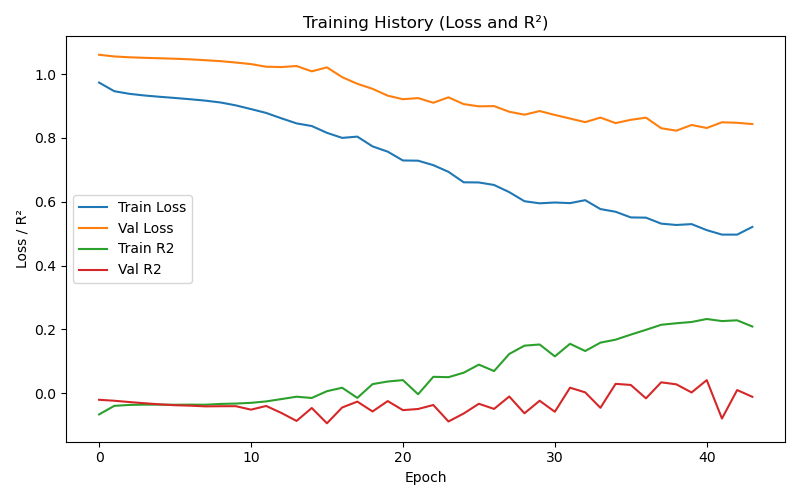 Training History (Loss and R²)
Loss / R²
1.0
0.8
0.6
0.4
0.2
0.0
Train Loss
Val Loss
Train R2
Val R2
0
10
20
30
40
Epoch